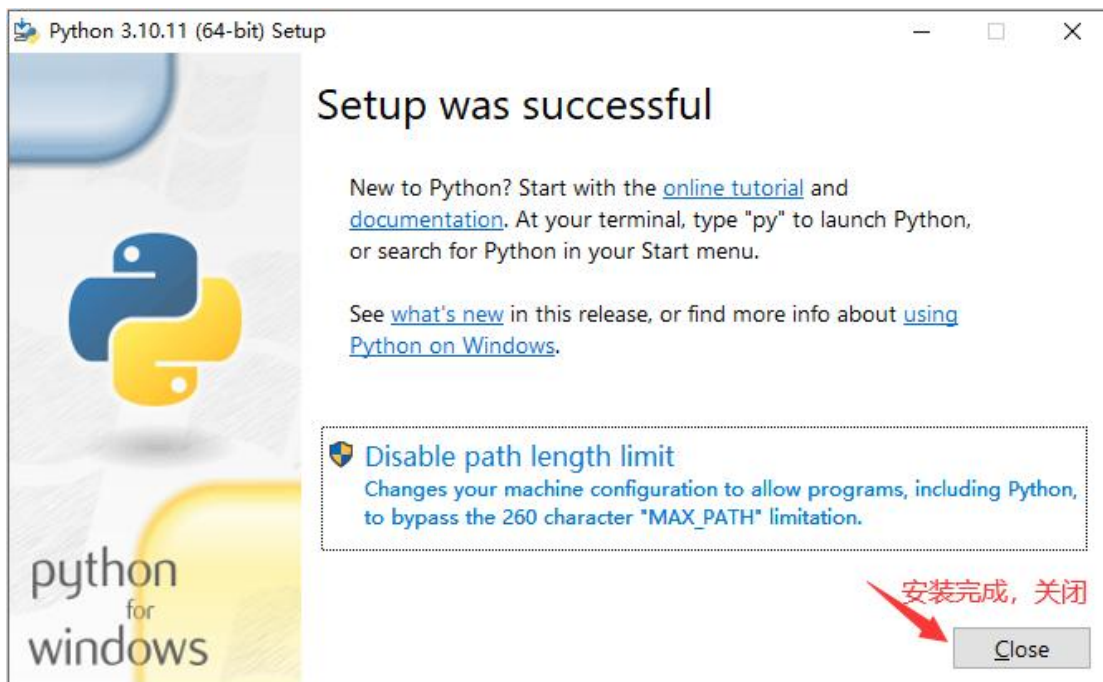 Python 3.10.11 (64-bit) Setup
Setup was successful
New to Python? Start with the online tutorial and
documentation. At your terminal, type "py" to launch Python,
or search for Python in your Start menu.
See what's new in this release, or find more info about using
Python on Windows.
Disable path length limit
Changes your machine configuration to allow programs, including Python,
to bypass the 260 character "MAX_PATH" limitation.
python
for
windows
安装完成，关闭
Close